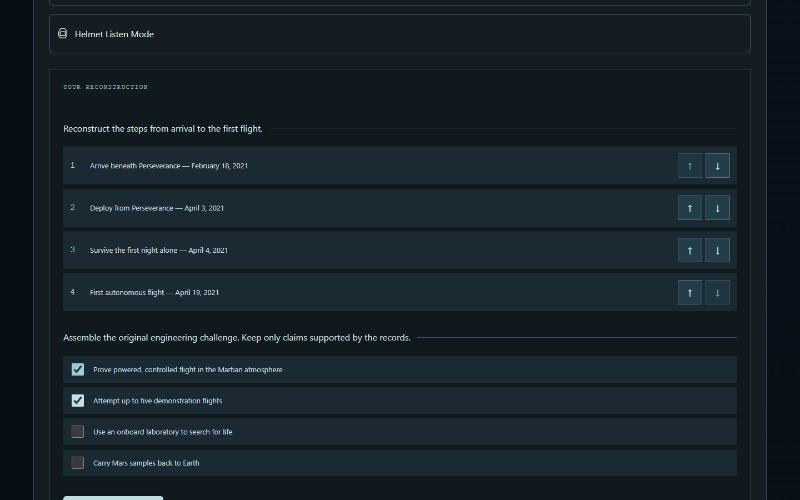 Helmet Listen Mode
YOUR RECONSTRUCTION
Reconstruct the steps from arrival to the first flight.
1 Arrive beneath Perseverance — February 18, 2021 ↑ ↓
2 Deploy from Perseverance — April 3, 2021 ↑ ↓
3 Survive the first night alone — April 4, 2021 ↑ ↓
4 First autonomous flight — April 19, 2021 ↑ ↓
Assemble the original engineering challenge. Keep only claims supported by the records.
Prove powered, controlled flight in the Martian atmosphere
Attempt up to five demonstration flights
Use an onboard laboratory to search for life
Carry Mars samples back to Earth